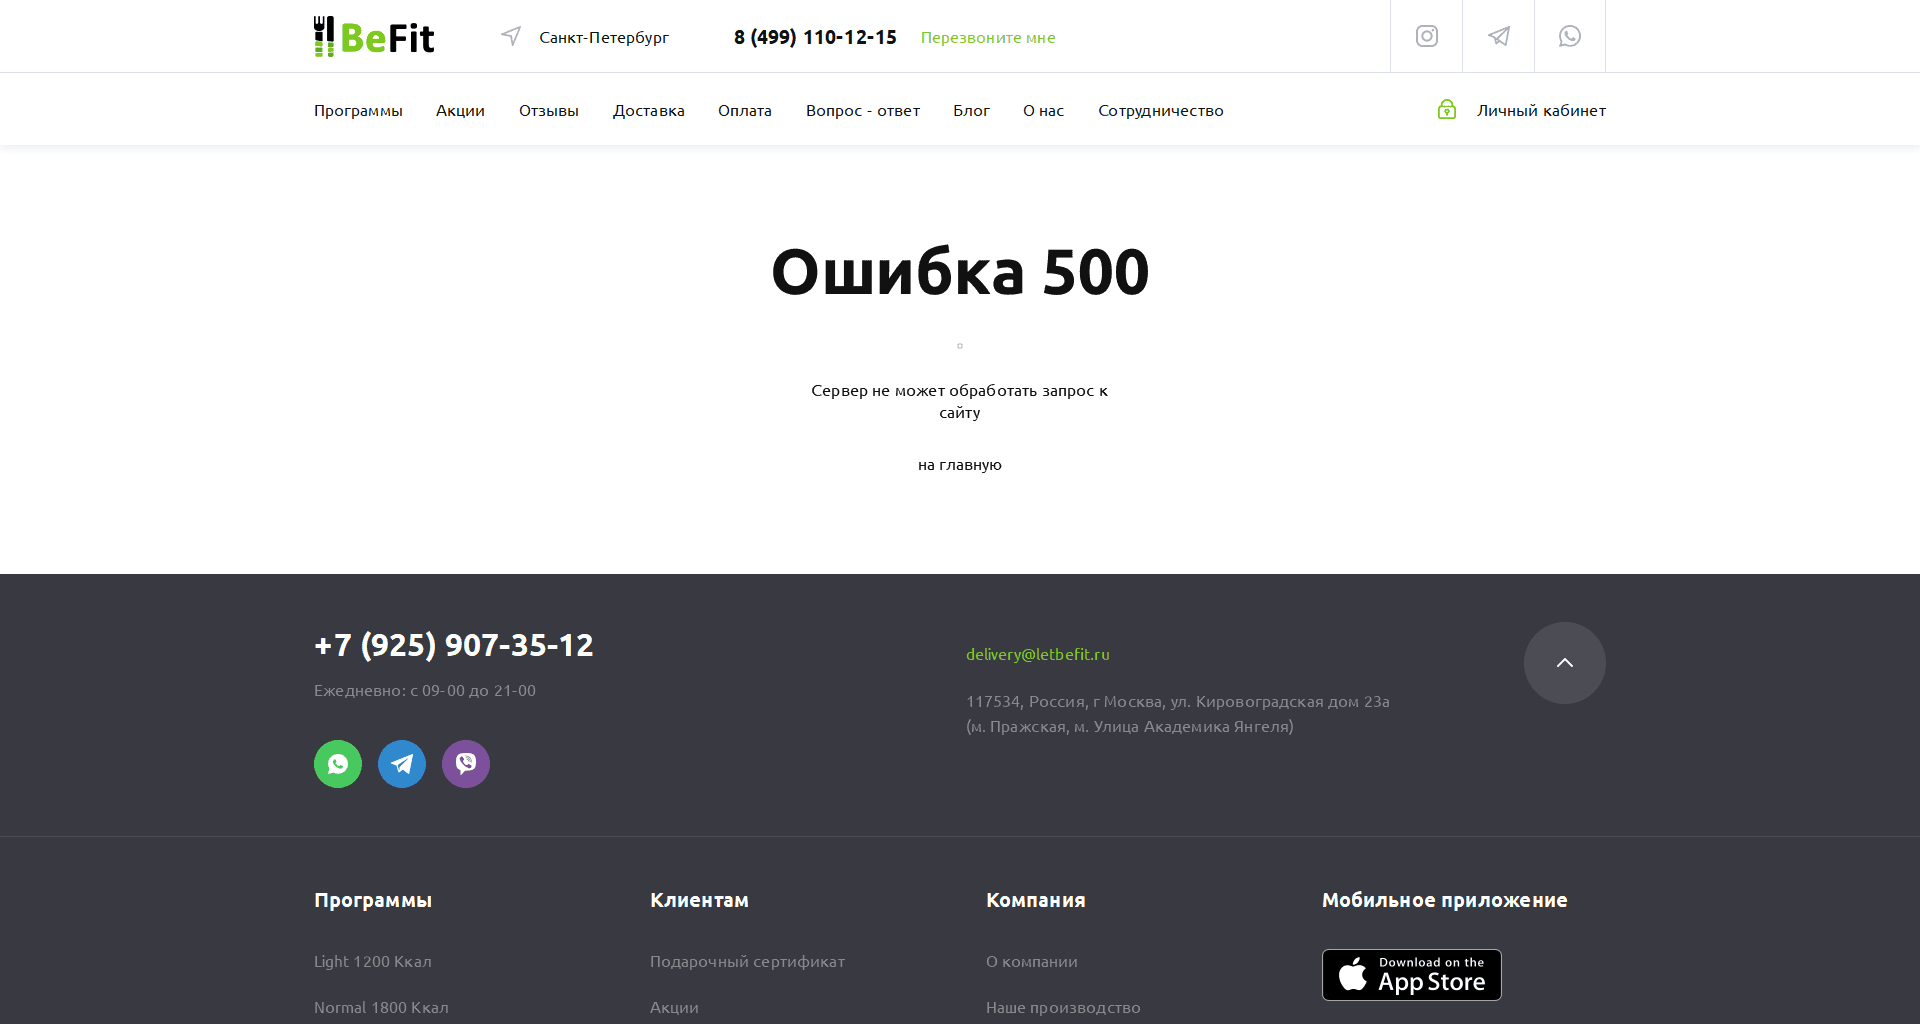 BeFit
Санкт-Петербург
8 (499) 110-12-15
Перезвоните мне
Программы
Акции
Отзывы
Доставка
Оплата
Вопрос - ответ
Блог
О нас
Сотрудничество
Личный кабинет
Ошибка 500
Сервер не может обработать запрос к
сайту
на главную
+7 (925) 907-35-12
Ежедневно: с 09-00 до 21-00
delivery@letbefit.ru
117534, Россия, г Москва, ул. Кировоградская дом 23а
(м. Пражская, м. Улица Академика Янгеля)
Программы
Light 1200 Ккал
Normal 1800 Ккал
Клиентам
Подарочный сертификат
Акции
Компания
О компании
Наше производство
Мобильное приложение
Download on the
App Store